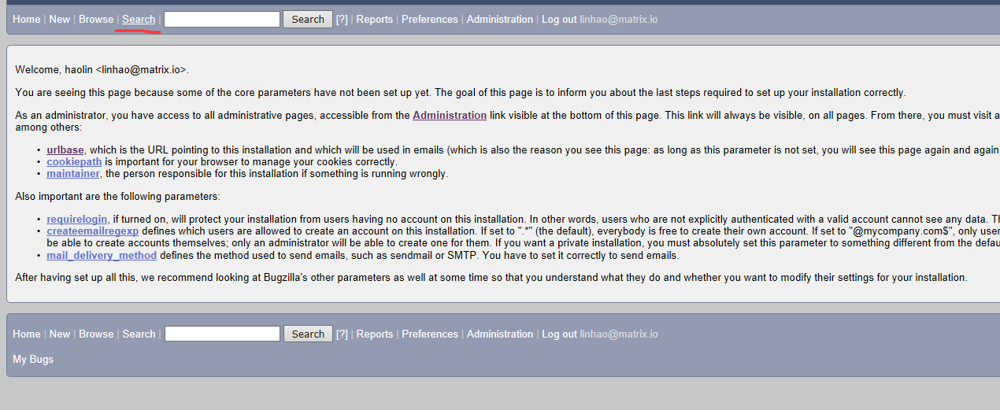 Home | New | Browse | Search | Search [?] | Reports | Preferences | Administration | Log out linhao@matrix.io
Welcome, haolin <linhao@matrix.io>.
You are seeing this page because some of the core parameters have not been set up yet. The goal of this page is to inform you about the last steps required to set up your installation correctly.
As an administrator, you have access to all administrative pages, accessible from the Administration link visible at the bottom of this page. This link will always be visible, on all pages. From there, you must visit a
among others:
• urlbase, which is the URL pointing to this installation and which will be used in emails (which is also the reason you see this page: as long as this parameter is not set, you will see this page again and again
• cookiepath is important for your browser to manage your cookies correctly.
• maintainer, the person responsible for this installation if something is running wrongly.
Also important are the following parameters:
• requirelogin, if turned on, will protect your installation from users having no account on this installation. In other words, users who are not explicitly authenticated with a valid account cannot see any data.
• createemailregexp defines which users are allowed to create an account on this installation. If set to ".*" (the default), everybody is free to create their own account. If set to "@mycompany.com$", only user
be able to create accounts themselves; only an administrator will be able to create one for them. If you want a private installation, you must absolutely set this parameter to something different from the defau
• mail_delivery_method defines the method used to send emails, such as sendmail or SMTP. You have to set it correctly to send emails.
After having set up all this, we recommend looking at Bugzilla's other parameters as well at some time so that you understand what they do and whether you want to modify their settings for your installation.
Home | New | Browse | Search | Search [?] | Reports | Preferences | Administration | Log out linhao@matrix.io
My Bugs